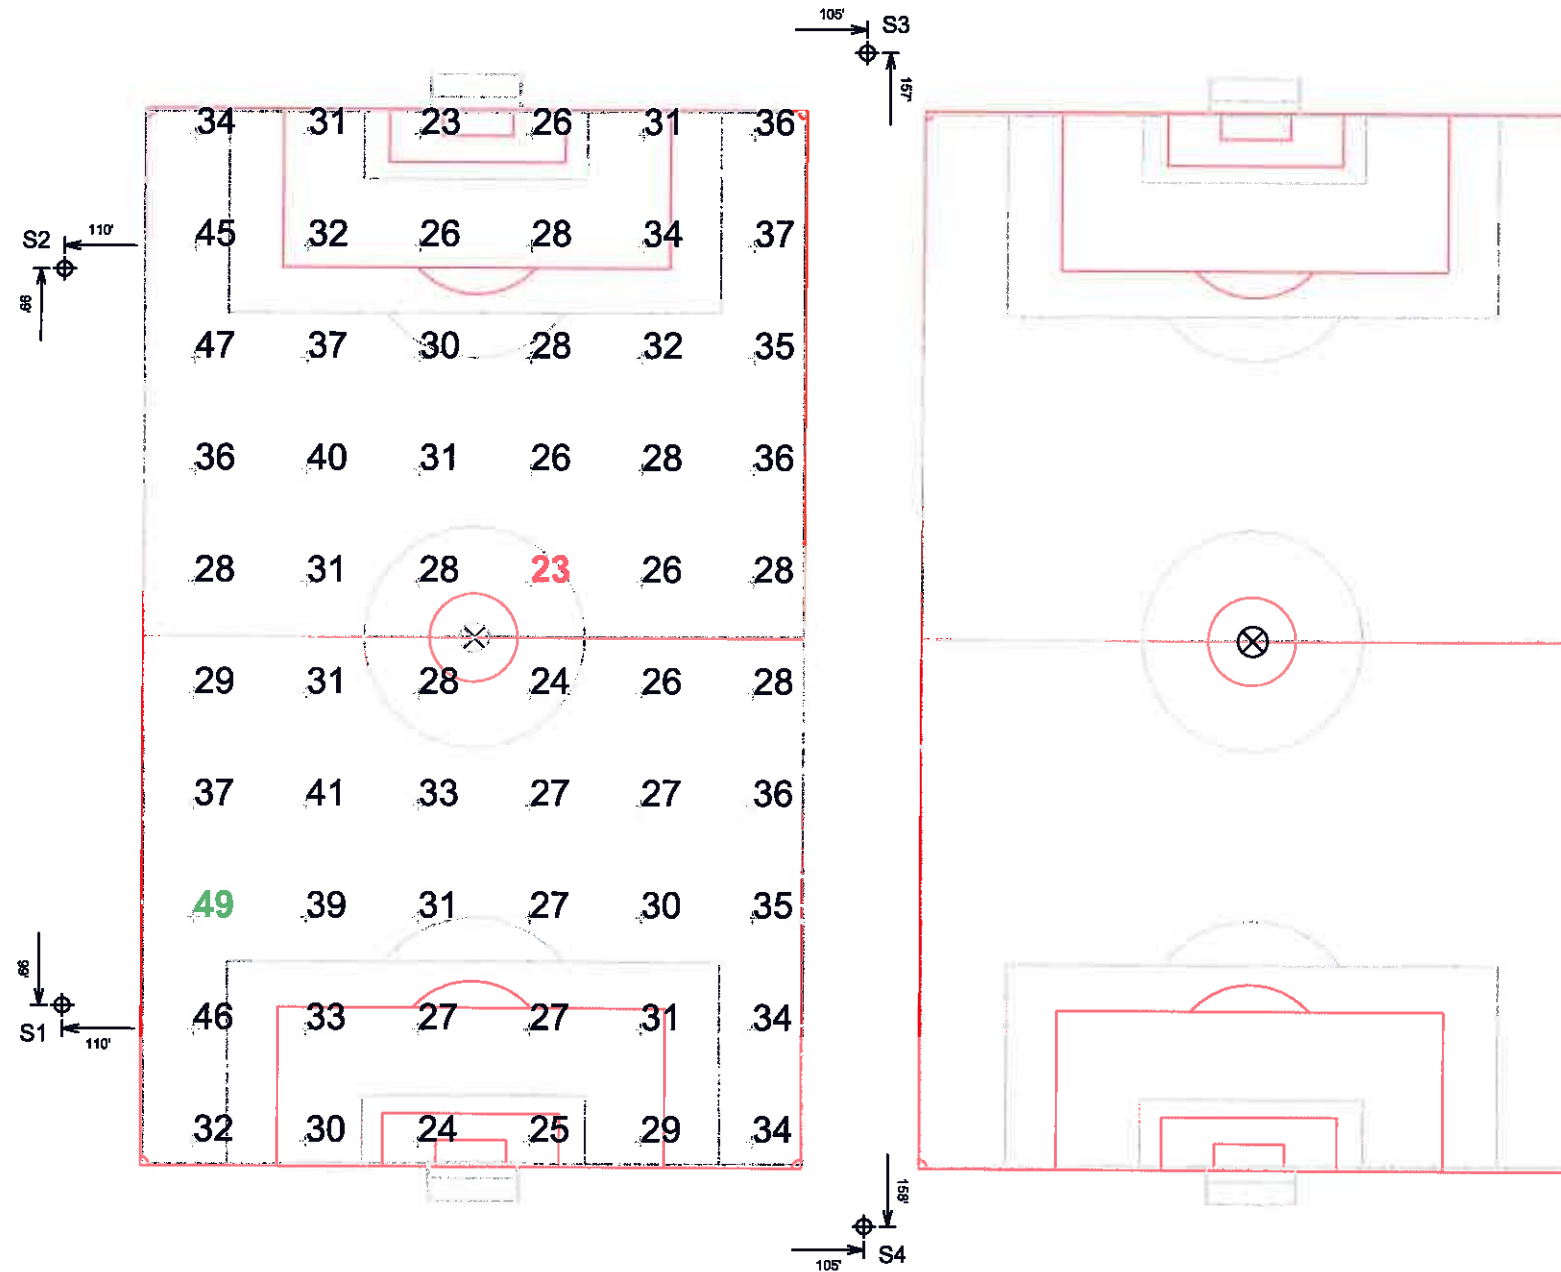 105' S3
157'
34 31 23 26 31 36
S2 110'
45 32 26 28 34 37
99'
47 37 30 28 32 35
36 40 31 26 28 36
28 31 28 23 26 28
29 31 28 24 26 28
37 41 33 27 27 36
49 39 31 27 30 35
99'
46 33 27 27 31 34
S1 110'
32 30 24 25 29 34
158'
105' S4